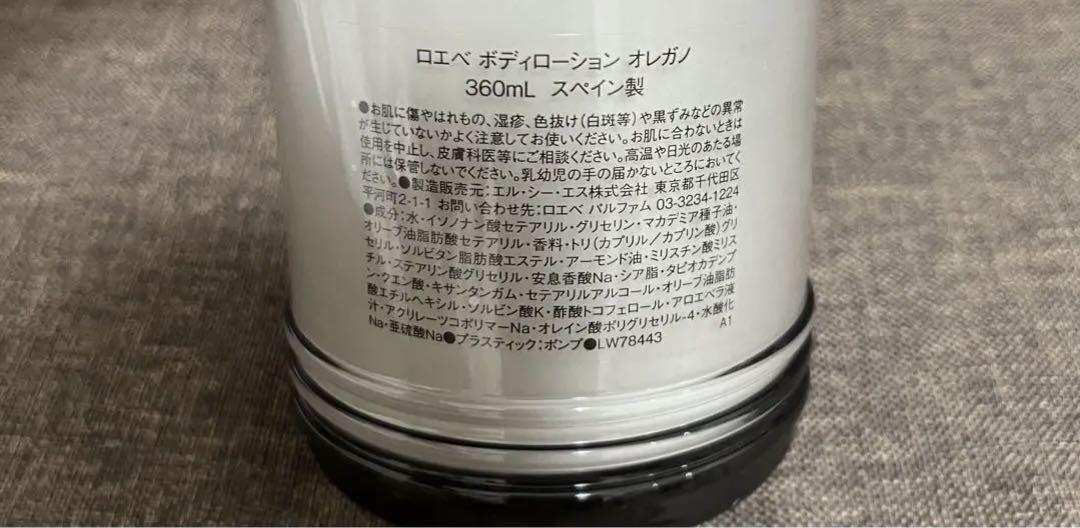 ロエベ ボディローション オレガノ
360mL スペイン製
●お肌に傷やはれもの、湿疹、色抜け(白斑等)や黒ずみなどの異常
が生じていないかよく注意してお使いください。お肌に合わないときは
使用を中止し、皮膚科医等にご相談ください。高温や日光のあたる場
所には保管しないでください。乳幼児の手の届かないところにおいてく
ださい。●製造販売元:エル・シー・エス株式会社 東京都千代田区
平河町2-1-1 お問い合わせ先:ロエベ パルファム 03-3234-1224
●成分:水・イソノナン酸セテアリル・グリセリン・マカデミア種子油・
オリーブ油脂肪酸セテアリル・香料・トリ(カプリル/カプリン酸)グリ
セリル・ソルビタン脂肪酸エステル・アーモンド油・ミリスチン酸ミリス
チル・ステアリン酸グリセリル・安息香酸Na・シア脂・タピオカデンプ
ン・クエン酸・キサンタンガム・セテアリルアルコール・オリーブ油脂肪
酸エチルヘキシル・ソルビン酸K・酢酸トコフェロール・アロエベラ液
汁・アクリレーツコポリマーNa・オレイン酸ポリグリセリル-4・水酸化
Na・亜硫酸Na●プラスティック:ポンプ●LW78443 A1